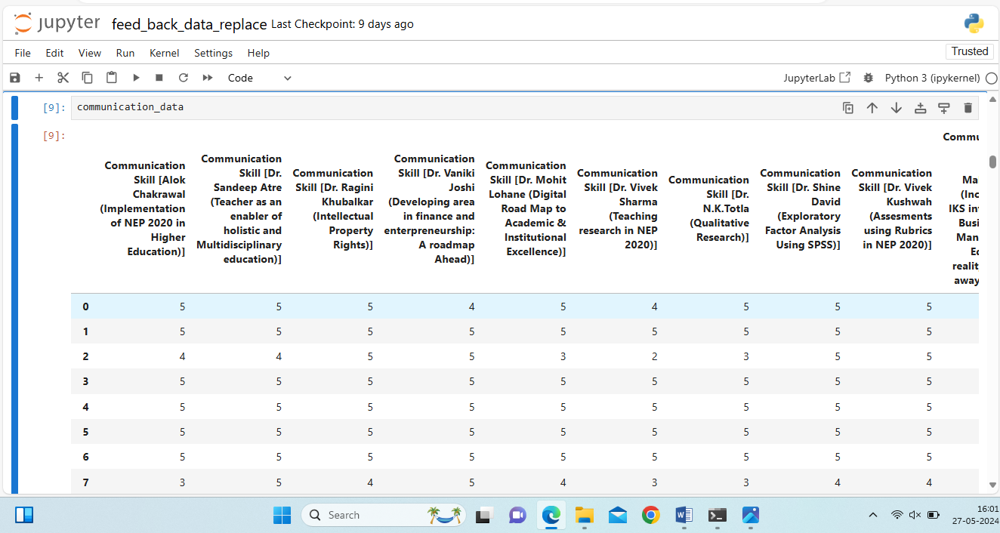 jupyter feed_back_data_replace Last Checkpoint: 9 days ago
File Edit View Run Kernel Settings Help
Trusted
Code
JupyterLab
Python 3 (ipykernel)
[9]: communication_data
[9]:
Communication
Skill [Alok
Chakrawal
(Implementation
of NEP 2020 in
Higher
Education)]
Communication
Skill [Dr.
Sandeep Atre
(Teacher as an
enabler of
holistic and
Multidisciplinary
education)]
Communication
Skill [Dr. Ragini
Khubalkar
(Intellectual
Property
Rights)]
Communication
Skill [Dr. Vaniki
Joshi
(Developing area
in finance and
enterpreneurship:
A roadmap
Ahead)]
Communication
Skill [Dr. Mohit
Lohane (Digital
Road Map to
Academic &
Institutional
Excellence)]
Communication
Skill [Dr. Vivek
Sharma
(Teaching
research in NEP
2020)]
Communication
Skill [Dr.
N.K.Totla
(Qualitative
Research)]
Communication
Skill [Dr. Shine
David
(Exploratory
Factor Analysis
Using SPSS)]
Communication
Skill [Dr. Vivek
Kushwah
(Assesments
using Rubrics
in NEP 2020)]
Commu
Ma
(Inc
IKS in
Busi
Man
realit
away
0 5 5 5 4 5 4 5 5 5
1 5 5 5 5 5 5 5 5 5
2 4 4 5 5 3 2 3 5 5
3 5 5 5 5 5 5 5 5 5
4 5 5 5 5 5 5 5 5 5
5 5 5 5 5 5 5 5 5 5
6 5 5 5 5 5 5 5 5 5
7 3 5 4 5 4 3 3 4 4
Search
16:01
27-05-2024